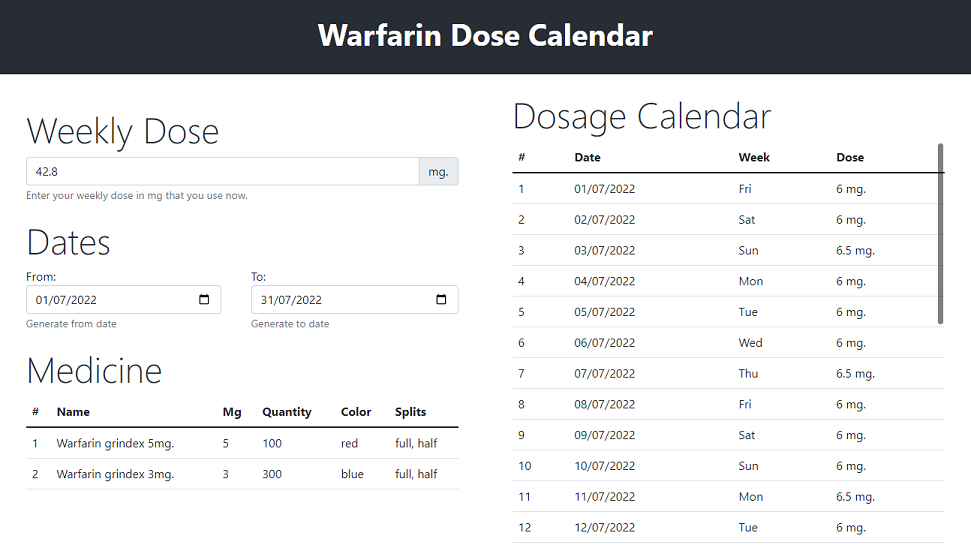 Warfarin Dose Calendar
Weekly Dose
42.8 mg.
Enter your weekly dose in mg that you use now.
Dates
From: To:
01/07/2022 31/07/2022
Generate from date Generate to date
Medicine
# Name Mg Quantity Color Splits
1 Warfarin grindex 5mg. 5 100 red full, half
2 Warfarin grindex 3mg. 3 300 blue full, half
Dosage Calendar
# Date Week Dose
1 01/07/2022 Fri 6 mg.
2 02/07/2022 Sat 6 mg.
3 03/07/2022 Sun 6.5 mg.
4 04/07/2022 Mon 6 mg.
5 05/07/2022 Tue 6 mg.
6 06/07/2022 Wed 6 mg.
7 07/07/2022 Thu 6.5 mg.
8 08/07/2022 Fri 6 mg.
9 09/07/2022 Sat 6 mg.
10 10/07/2022 Sun 6 mg.
11 11/07/2022 Mon 6.5 mg.
12 12/07/2022 Tue 6 mg.